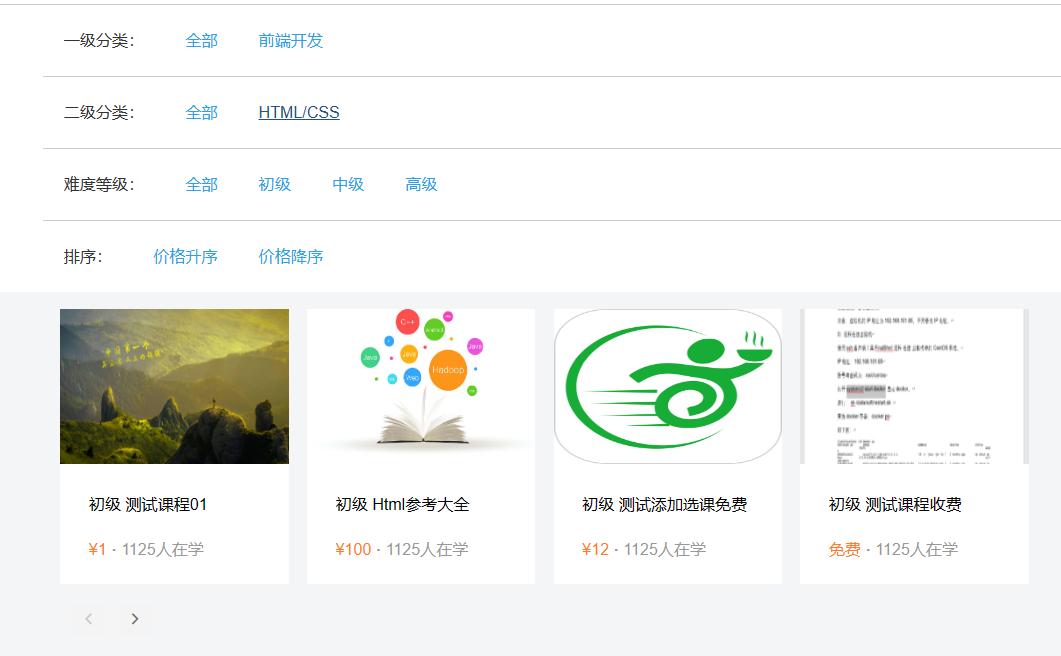 一级分类： 全部 前端开发
二级分类： 全部 HTML/CSS
难度等级： 全部 初级 中级 高级
排序： 价格升序 价格降序
C++
Java
Java
Java
Hadoop
Web
初级 测试课程01
¥1 · 1125人在学
初级 Html参考大全
¥100 · 1125人在学
初级 测试添加选课免费
¥12 · 1125人在学
初级 测试课程收费
免费 · 1125人在学